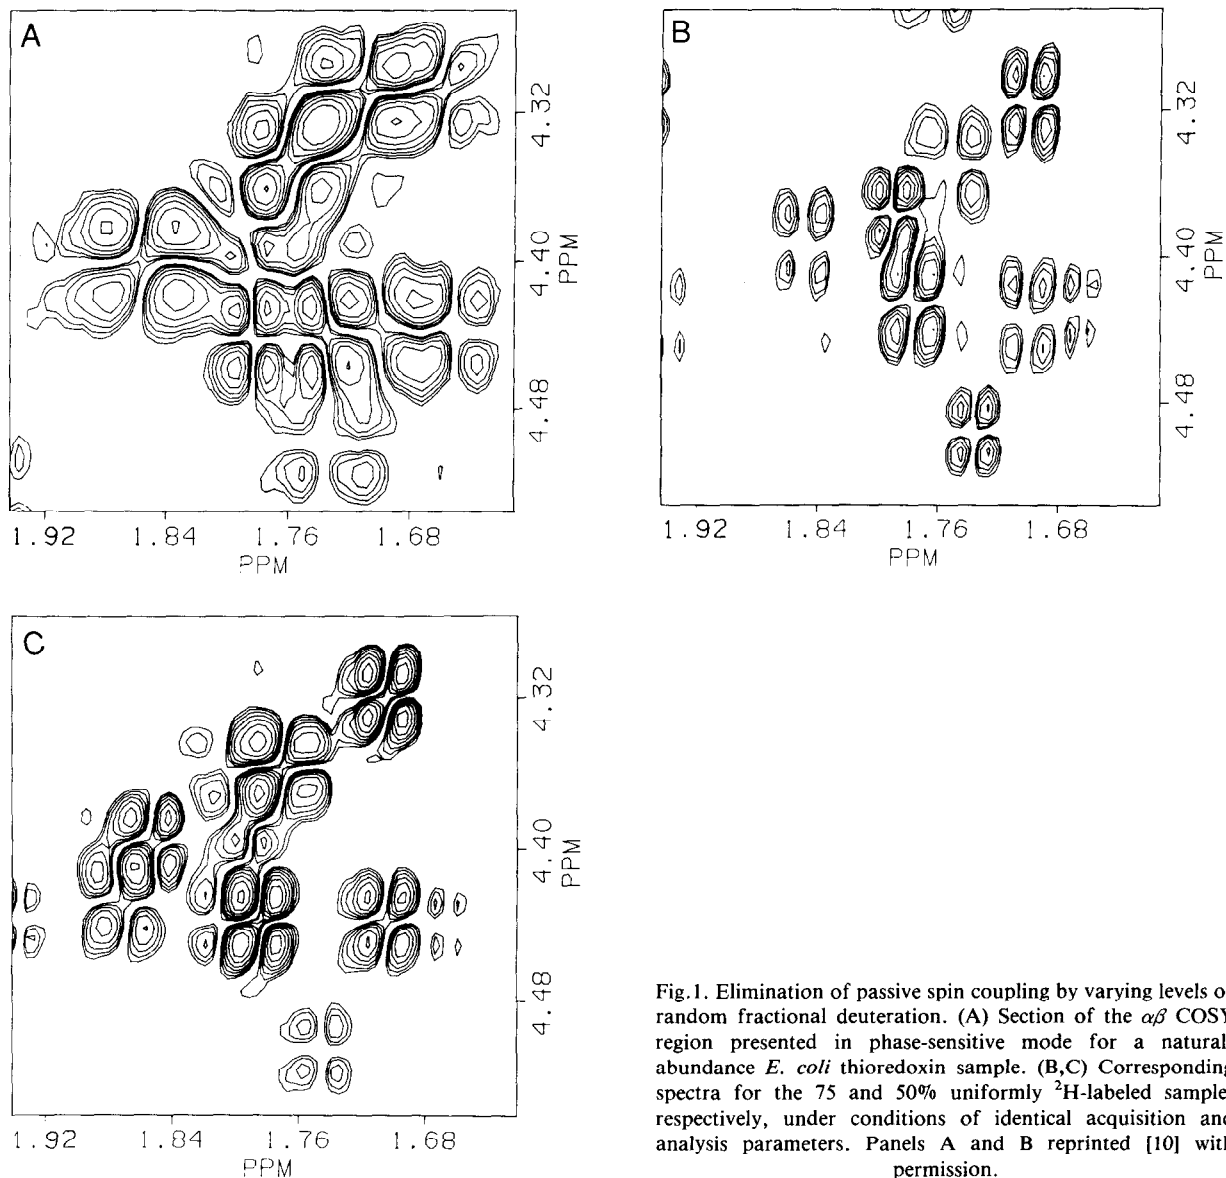 A
4.32
4.40
4.48
PPM
1.92 1.84 1.76 1.68
PPM
B
4.32
4.40
4.48
PPM
1.92 1.84 1.76 1.68
PPM
C
4.32
4.40
4.48
PPM
1.92 1.84 1.76 1.68
PPM
Fig.1. Elimination of passive spin coupling by varying levels o
random fractional deuteration. (A) Section of the αβ COSY
region presented in phase-sensitive mode for a natural
abundance E. coli thioredoxin sample. (B,C) Corresponding
spectra for the 75 and 50% uniformly ²H-labeled sample
respectively, under conditions of identical acquisition and
analysis parameters. Panels A and B reprinted [10] with
permission.